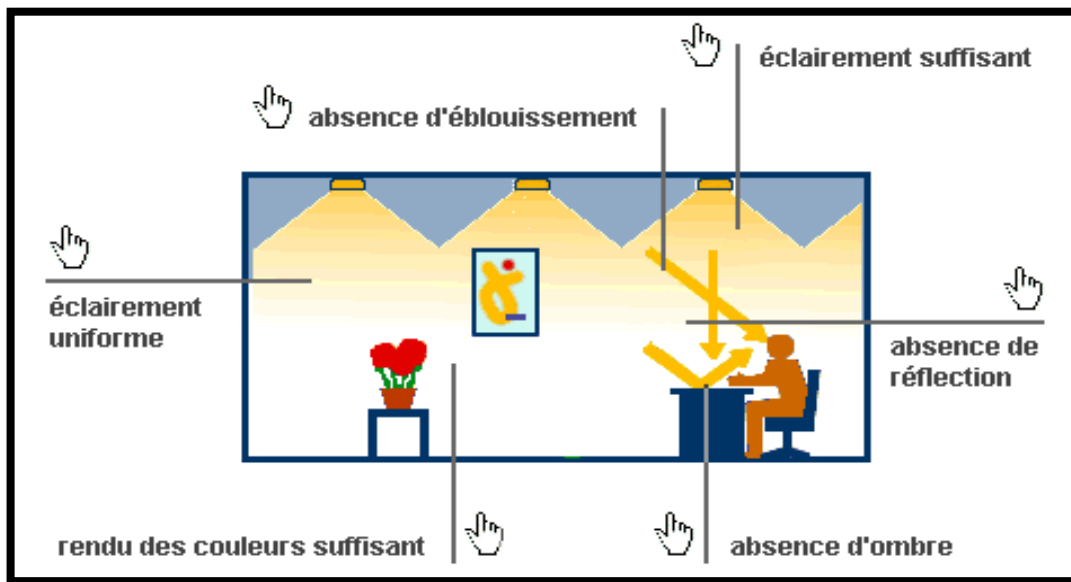 éclairement suffisant
absence d'éblouissement
éclairement
uniforme
absence de
réflection
rendu des couleurs suffisant
absence d'ombre